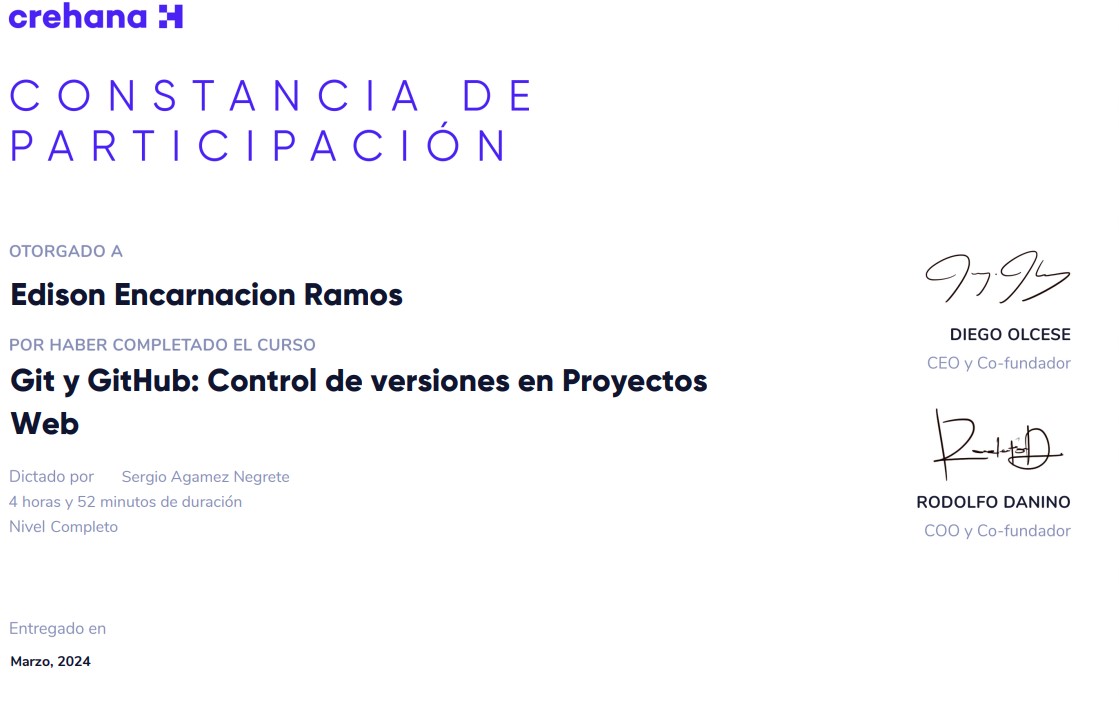 crehana
CONSTANCIA DE
PARTICIPACIÓN
OTORGADO A
Edison Encarnacion Ramos
POR HABER COMPLETADO EL CURSO
Git y GitHub: Control de versiones en Proyectos
Web
Dictado por Sergio Agamez Negrete
4 horas y 52 minutos de duración
Nivel Completo
Entregado en
Marzo, 2024
DIEGO OLCESE
CEO y Co-fundador
RODOLFO DANINO
COO y Co-fundador